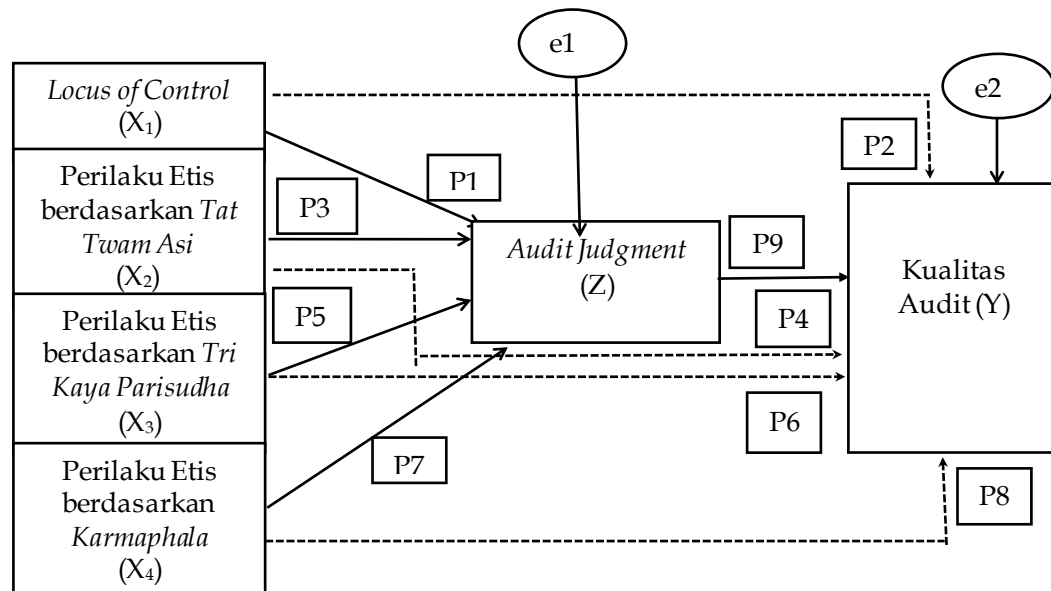 e1
e2
Locus of Control
(X₁)
Perilaku Etis
berdasarkan Tat
Twam Asi
(X₂)
Perilaku Etis
berdasarkan Tri
Kaya Parisudha
(X₃)
Perilaku Etis
berdasarkan
Karmaphala
(X₄)
P1
P2
P3
P5
P7
Audit Judgment
(Z)
P9
P4
P6
P8
Kualitas
Audit (Y)